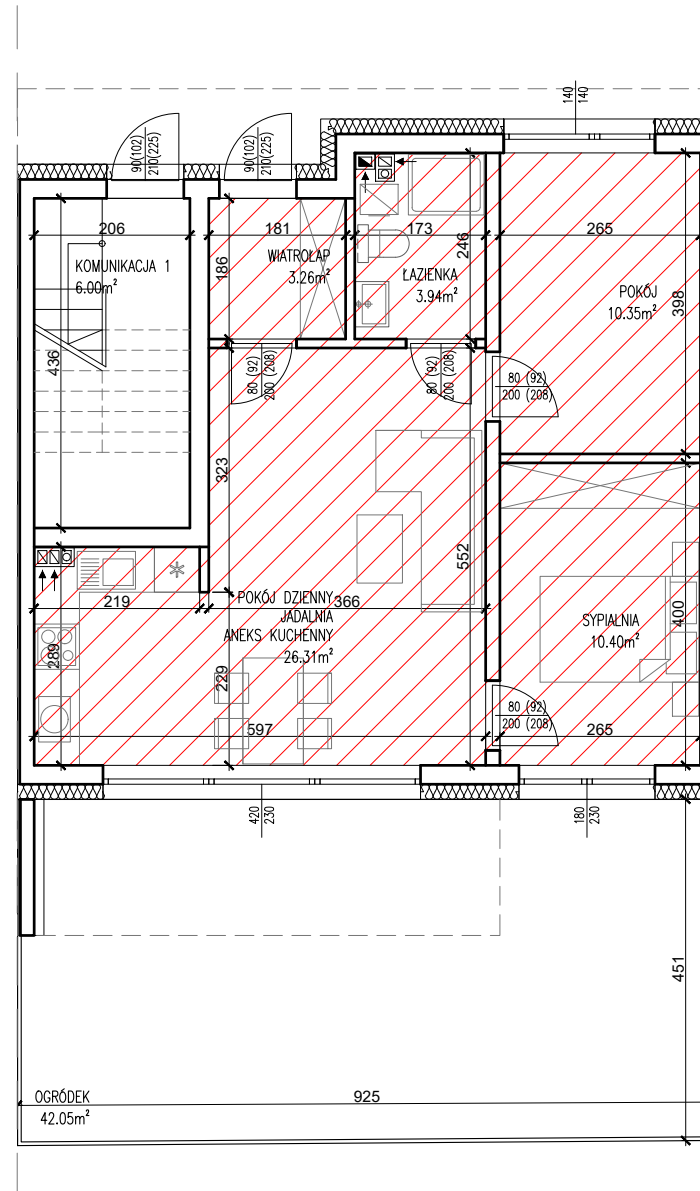 140
140
90(102)
210(225)
90(102)
210(225)
206
181
173
265
KOMUNIKACJA 1
6.00m²
186
WIATROŁAP
3.26m²
246
ŁAZIENKA
3.94m²
POKÓJ
10.35m²
398
436
80 (92)
200 (208)
80 (92)
200 (208)
80 (92)
200 (208)
323
552
219
366
POKÓJ DZIENNY
JADALNIA
ANEKS KUCHENNY
26.31m²
289
229
400
SYPIALNIA
10.40m²
80 (92)
200 (208)
597
265
420
230
180
230
451
OGRÓDEK
42.05m²
925